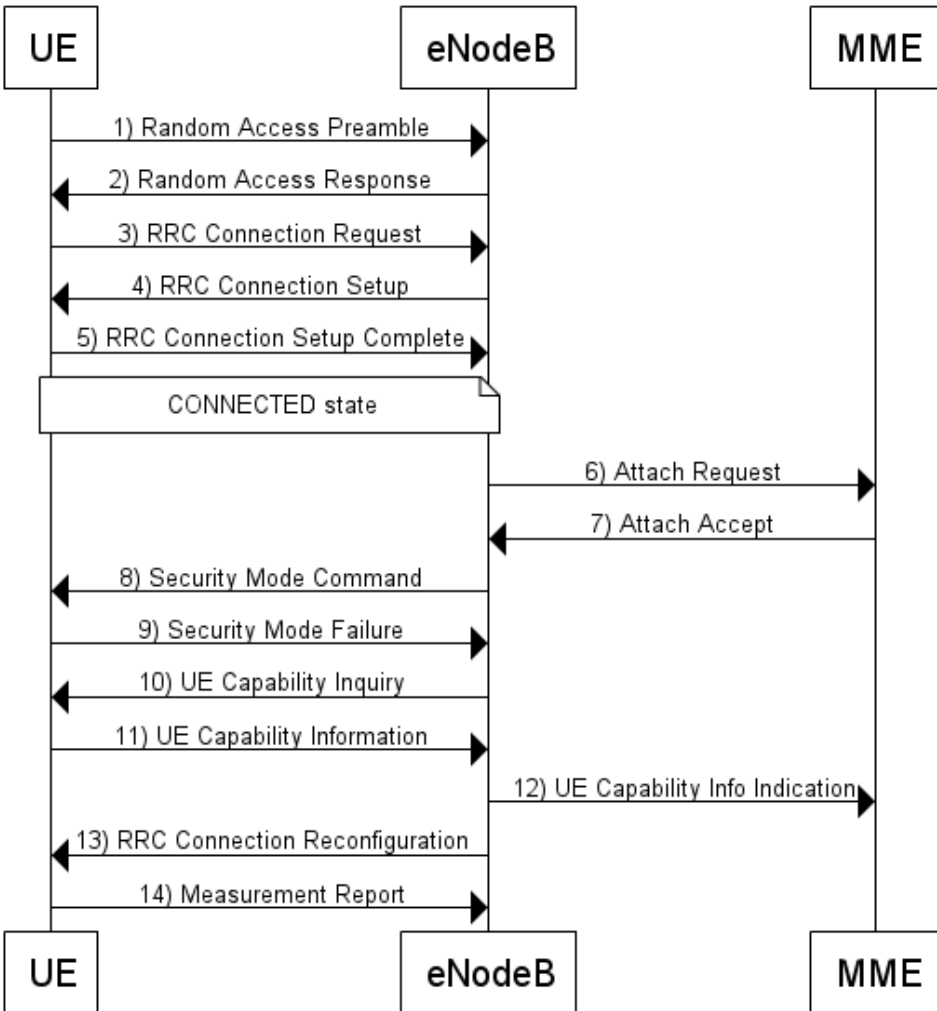 UE eNodeB MME
1) Random Access Preamble
2) Random Access Response
3) RRC Connection Request
4) RRC Connection Setup
5) RRC Connection Setup Complete
CONNECTED state
6) Attach Request
7) Attach Accept
8) Security Mode Command
9) Security Mode Failure
10) UE Capability Inquiry
11) UE Capability Information
12) UE Capability Info Indication
13) RRC Connection Reconfiguration
14) Measurement Report
UE eNodeB MME